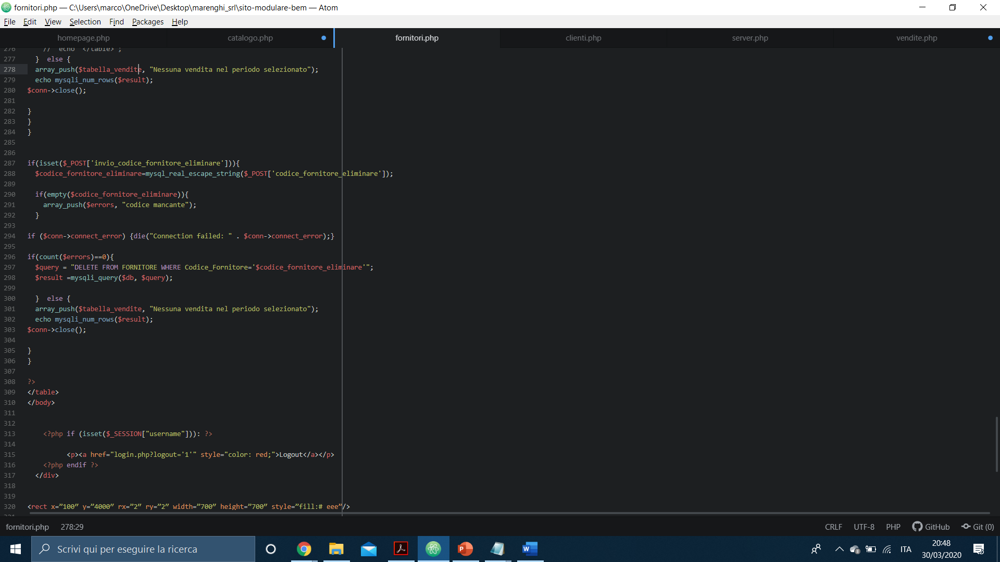 fornitori.php — C:\Users\marco\OneDrive\Desktop\marenghi_srl\sito-modulare-bem — Atom
File Edit View Selection Find Packages Help
homepage.php catalogo.php fornitori.php clienti.php server.php vendite.php
276 // echo </table> ;
277 } else {
278 array_push($tabella_vendite, "Nessuna vendita nel periodo selezionato");
279 echo mysqli_num_rows($result);
280 $conn->close();
281
282 }
283 }
284 }
285
286
287 if(isset($_POST['invio_codice_fornitore_eliminare'])){
288 $codice_fornitore_eliminare=mysql_real_escape_string($_POST['codice_fornitore_eliminare']);
289
290 if(empty($codice_fornitore_eliminare)){
291 array_push($errors, "codice mancante");
292 }
293
294 if ($conn->connect_error) {die("Connection failed: " . $conn->connect_error);}
295
296 if(count($errors)==0){
297 $query = "DELETE FROM FORNITORE WHERE Codice_Fornitore='$codice_fornitore_eliminare'";
298 $result =mysqli_query($db, $query);
299
300 } else {
301 array_push($tabella_vendite, "Nessuna vendita nel periodo selezionato");
302 echo mysqli_num_rows($result);
303 $conn->close();
304
305 }
306 }
307
308 ?>
309 </table>
310 </body>
311
312
313 <?php if (isset($_SESSION["username"])): ?>
314
315 <p><a href="login.php?logout='1'" style="color: red;">Logout</a></p>
316 <?php endif ?>
317 </div>
318
319
320 <rect x=”100” y=”4000” rx=”2” ry=”2” width=”700” height=”700” style=”fill:# eee”/>
fornitori.php 278:29 CRLF UTF-8 PHP GitHub Git (0)
Scrivi qui per eseguire la ricerca
ITA
20:48
30/03/2020